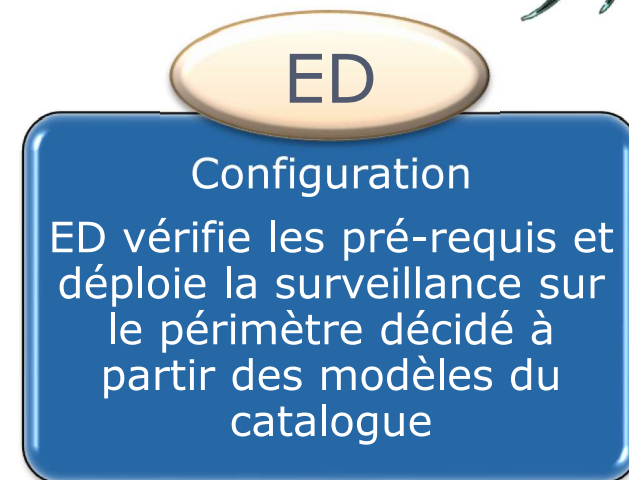 ED
Configuration
ED vérifie les pré-requis et
déploie la surveillance sur
le périmètre décidé à
partir des modèles du
catalogue